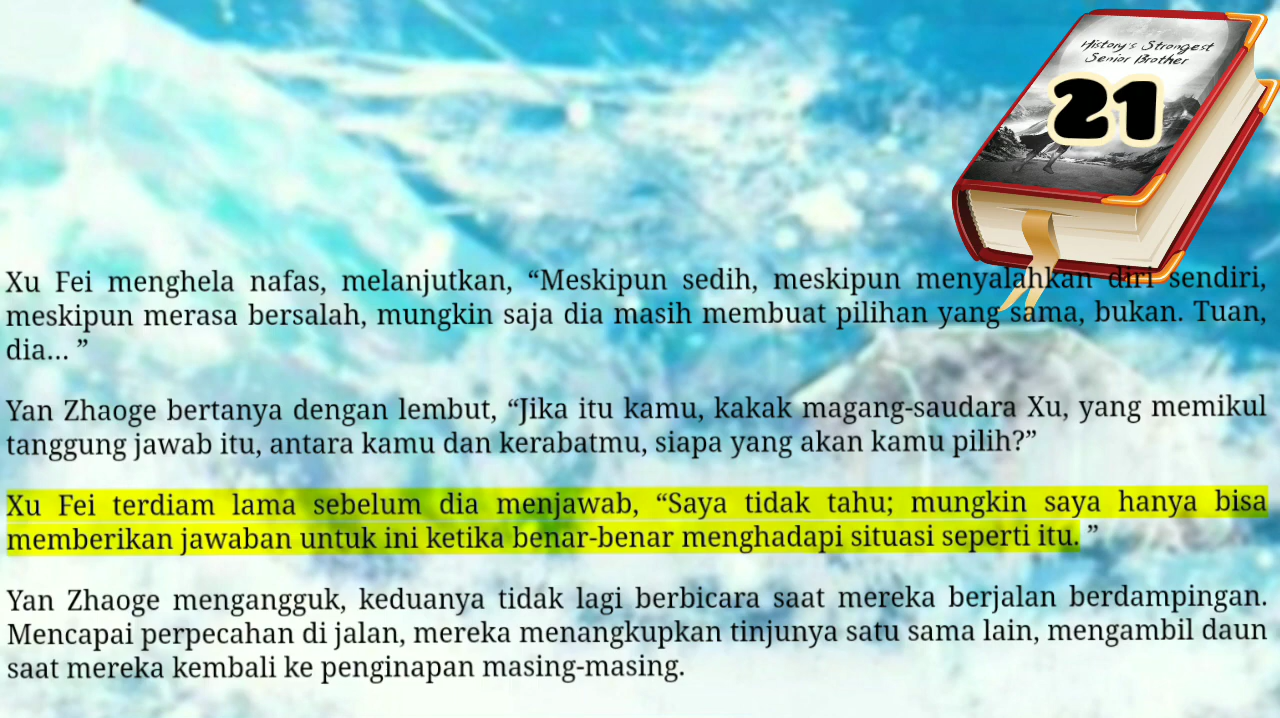 History's Strongest
Senior Brother
21
Xu Fei menghela nafas, melanjutkan, “Meskipun sedih, meskipun menyalahkan diri sendiri,
meskipun merasa bersalah, mungkin saja dia masih membuat pilihan yang sama, bukan. Tuan,
dia... ”
Yan Zhaoge bertanya dengan lembut, “Jika itu kamu, kakak magang-saudara Xu, yang memikul
tanggung jawab itu, antara kamu dan kerabatmu, siapa yang akan kamu pilih?”
Xu Fei terdiam lama sebelum dia menjawab, “Saya tidak tahu; mungkin saya hanya bisa
memberikan jawaban untuk ini ketika benar-benar menghadapi situasi seperti itu. ”
Yan Zhaoge mengangguk, keduanya tidak lagi berbicara saat mereka berjalan berdampingan.
Mencapai perpecahan di jalan, mereka menangkupkan tinjunya satu sama lain, mengambil daun
saat mereka kembali ke penginapan masing-masing.